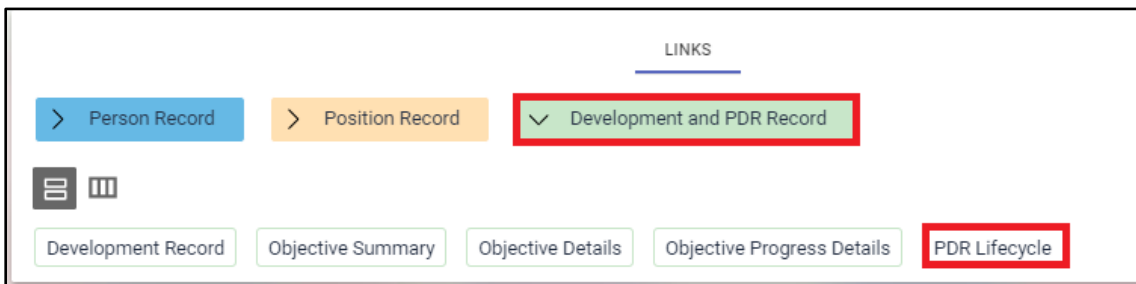 LINKS
Person Record Position Record Development and PDR Record
Development Record Objective Summary Objective Details Objective Progress Details PDR Lifecycle